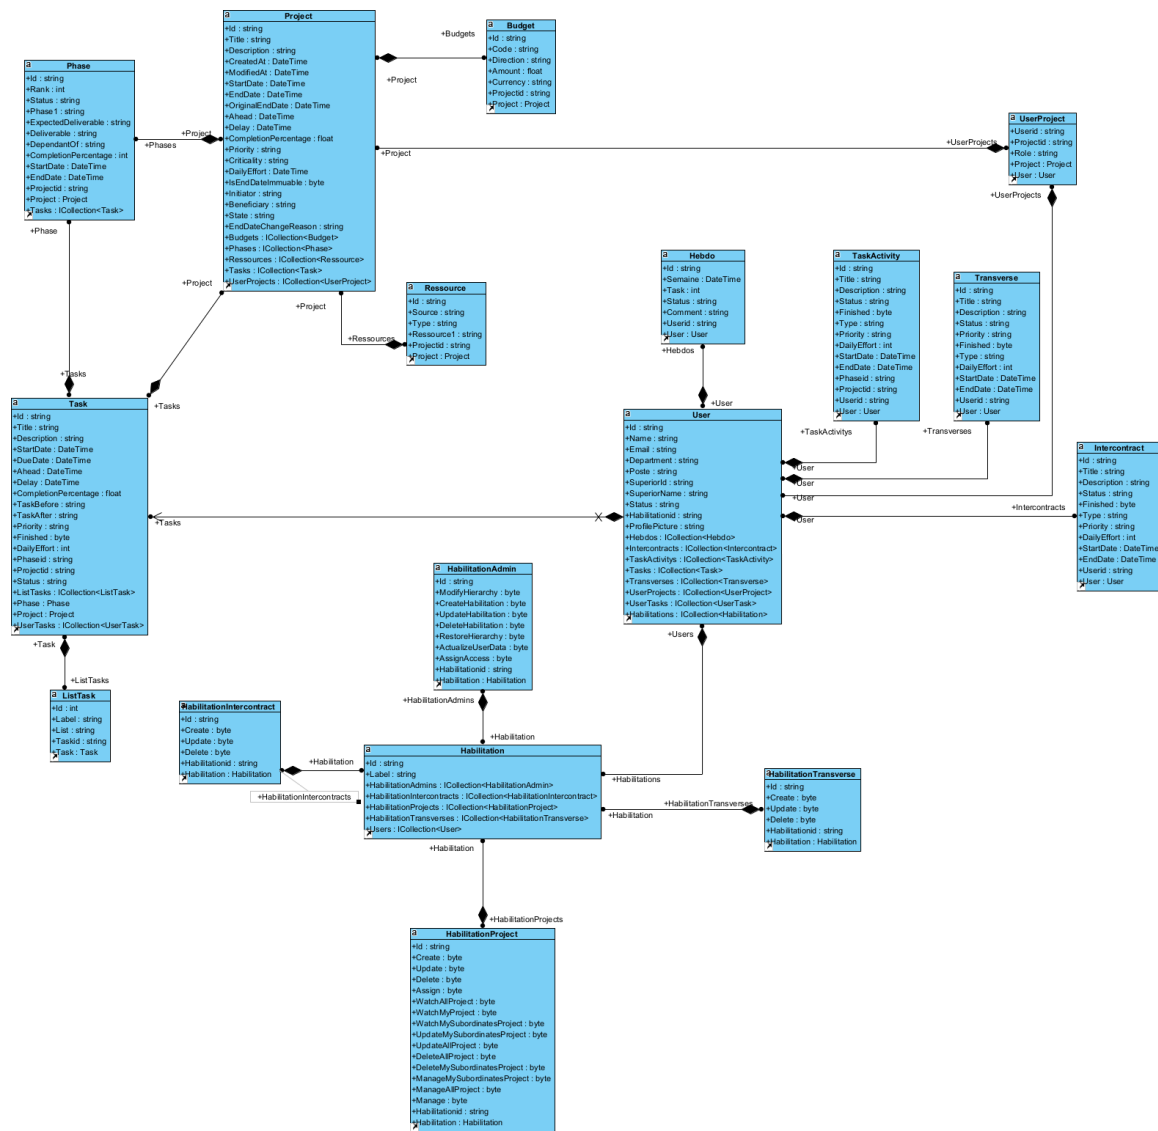 Project
+Id : string
+Title : string
+Description : string
+CreatedAt : DateTime
+ModifiedAt : DateTime
+StartDate : DateTime
+EndDate : DateTime
+OriginalEndDate : DateTime
+Ahead : DateTime
+Delay : DateTime
+CompletionPercentage : float
+Priority : string
+Criticality : string
+DailyEffort : DateTime
+IsEndDateImmuable : byte
+Initiator : string
+Beneficiary : string
+State : string
+EndDateChangeReason : string
+Budgets : ICollection<Budget>
+Phases : ICollection<Phase>
+Ressources : ICollection<Ressource>
+Tasks : ICollection<Task>
+UserProjects : ICollection<UserProject>
+Budgets
+Project
Budget
+Id : string
+Code : string
+Direction : string
+Amount : float
+Currency : string
+Projectid : string
+Project : Project
Phase
+Id : string
+Rank : int
+Status : string
+Phase1 : string
+ExpectedDeliverable : string
+Deliverable : string
+DependantOf : string
+CompletionPercentage : int
+StartDate : DateTime
+EndDate : DateTime
+Projectid : string
+Project : Project
+Tasks : ICollection<Task>
+Project
+Phases
+Phase
+Project
+UserProjects
UserProject
+Userid : string
+Projectid : string
+Role : string
+Project : Project
+User : User
+UserProjects
+Project
+Project
+Ressources
Ressource
+Id : string
+Source : string
+Type : string
+Ressource1 : string
+Projectid : string
+Project : Project
Hebdo
+Id : string
+Semaine : DateTime
+Task : int
+Status : string
+Comment : string
+Userid : string
+User : User
+Hebdos
+User
TaskActivity
+Id : string
+Title : string
+Description : string
+Status : string
+Finished : byte
+Type : string
+Priority : string
+DailyEffort : int
+StartDate : DateTime
+EndDate : DateTime
+Phaseid : string
+Projectid : string
+Userid : string
+User : User
+TaskActivitys
Transverse
+Id : string
+Title : string
+Description : string
+Status : string
+Priority : string
+Finished : byte
+Type : string
+DailyEffort : int
+StartDate : DateTime
+EndDate : DateTime
+Userid : string
+User : User
+Transverses
+Tasks
+Tasks
Task
+Id : string
+Title : string
+Description : string
+StartDate : DateTime
+DueDate : DateTime
+Ahead : DateTime
+Delay : DateTime
+CompletionPercentage : float
+TaskBefore : string
+TaskAfter : string
+Priority : string
+Finished : byte
+DailyEffort : int
+Phaseid : string
+Projectid : string
+Status : string
+ListTasks : ICollection<ListTask>
+Phase : Phase
+Project : Project
+UserTasks : ICollection<UserTask>
+Tasks
+Task
+ListTasks
User
+Id : string
+Name : string
+Email : string
+Department : string
+Poste : string
+SuperiorId : string
+SuperiorName : string
+Status : string
+Habilitationid : string
+ProfilePicture : string
+Hebdos : ICollection<Hebdo>
+Intercontracts : ICollection<Intercontract>
+TaskActivitys : ICollection<TaskActivity>
+Tasks : ICollection<Task>
+Transverses : ICollection<Transverse>
+UserProjects : ICollection<UserProject>
+UserTasks : ICollection<UserTask>
+Habilitations : ICollection<Habilitation>
+User
+User
+User
+User
+Users
+Intercontracts
Intercontract
+Id : string
+Title : string
+Description : string
+Status : string
+Finished : byte
+Type : string
+Priority : string
+DailyEffort : int
+StartDate : DateTime
+EndDate : DateTime
+Userid : string
+User : User
HabilitationAdmin
+Id : string
+ModifyHierarchy : byte
+CreateHabilitation : byte
+UpdateHabilitation : byte
+DeleteHabilitation : byte
+RestoreHierarchy : byte
+ActualizeUserData : byte
+AssignAccess : byte
+Habilitationid : string
+Habilitation : Habilitation
+HabilitationAdmins
+Habilitation
ListTask
+Id : int
+Label : string
+List : string
+Taskid : string
+Task : Task
HabilitationIntercontract
+Id : string
+Create : byte
+Update : byte
+Delete : byte
+Habilitationid : string
+Habilitation : Habilitation
+Habilitation
+HabilitationIntercontracts
Habilitation
+Id : string
+Label : string
+HabilitationAdmins : ICollection<HabilitationAdmin>
+HabilitationIntercontracts : ICollection<HabilitationIntercontract>
+HabilitationProjects : ICollection<HabilitationProject>
+HabilitationTransverses : ICollection<HabilitationTransverse>
+Users : ICollection<User>
+Habilitations
+HabilitationTransverses
+Habilitation
HabilitationTransverse
+Id : string
+Create : byte
+Update : byte
+Delete : byte
+Habilitationid : string
+Habilitation : Habilitation
+Habilitation
+HabilitationProjects
HabilitationProject
+Id : string
+Create : byte
+Update : byte
+Delete : byte
+Assign : byte
+WatchAllProject : byte
+WatchMyProject : byte
+WatchMySubordinatesProject : byte
+UpdateMySubordinatesProject : byte
+UpdateAllProject : byte
+DeleteAllProject : byte
+DeleteMySubordinatesProject : byte
+ManageMySubordinatesProject : byte
+ManageAllProject : byte
+Manage : byte
+Habilitationid : string
+Habilitation : Habilitation